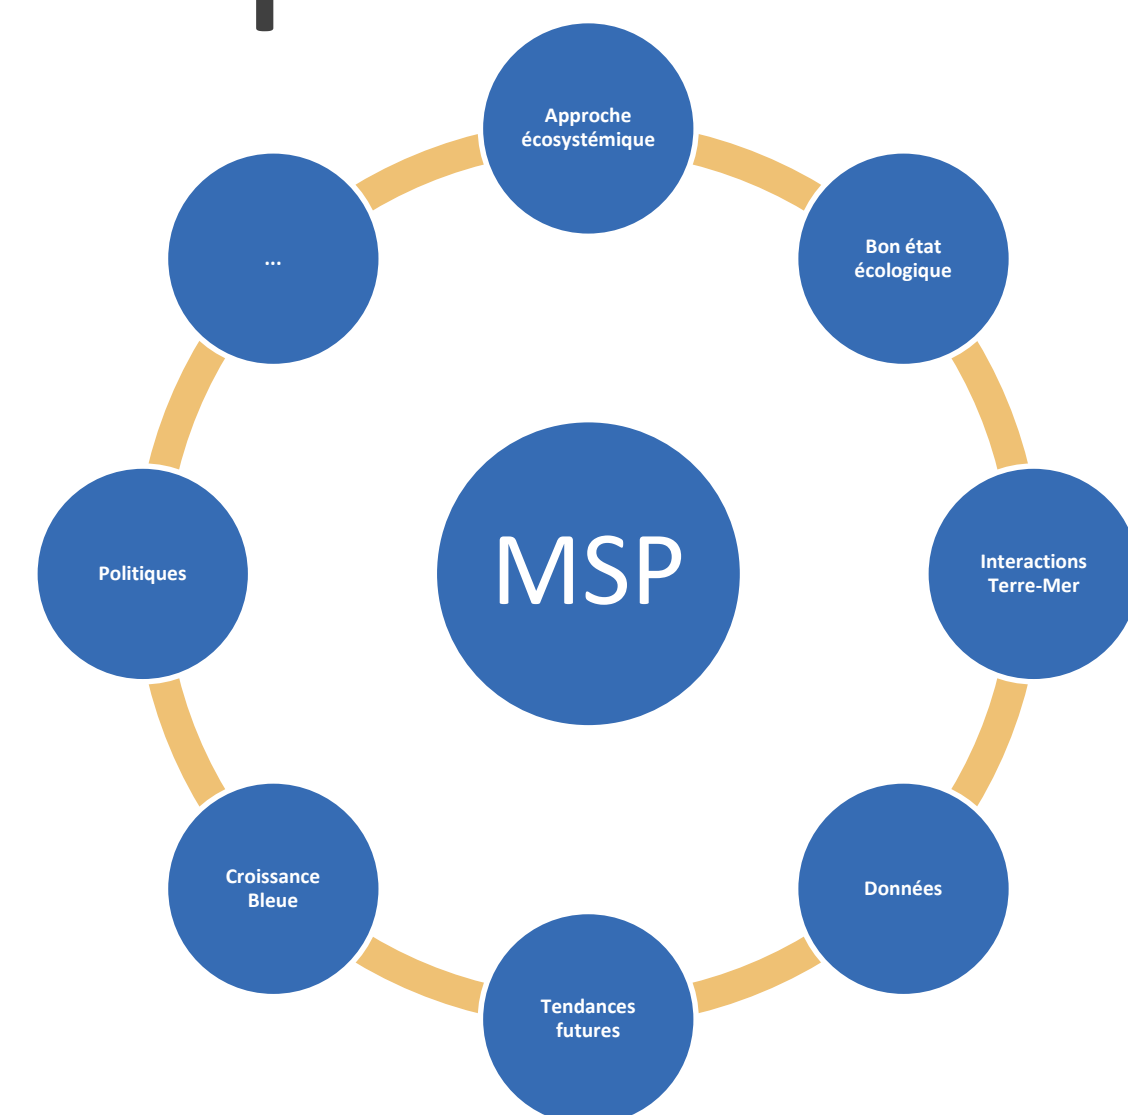 Approche
écosystémique
Bon état
écologique
...
MSP
Politiques
Interactions
Terre-Mer
Croissance
Bleue
Données
Tendances
futures